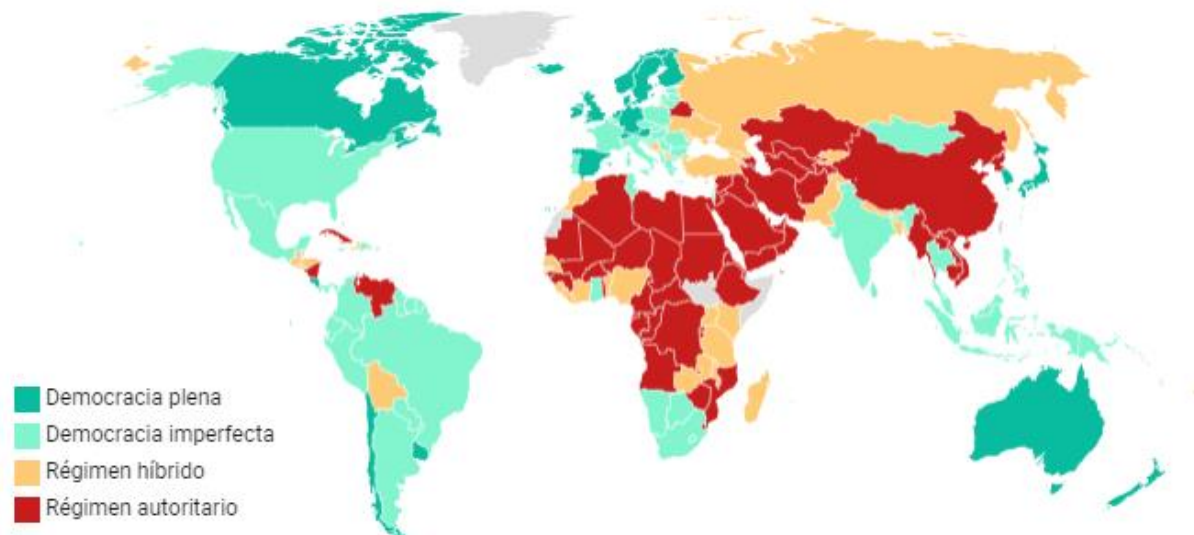 Democracia plena
Democracia imperfecta
Régimen híbrido
Régimen autoritario